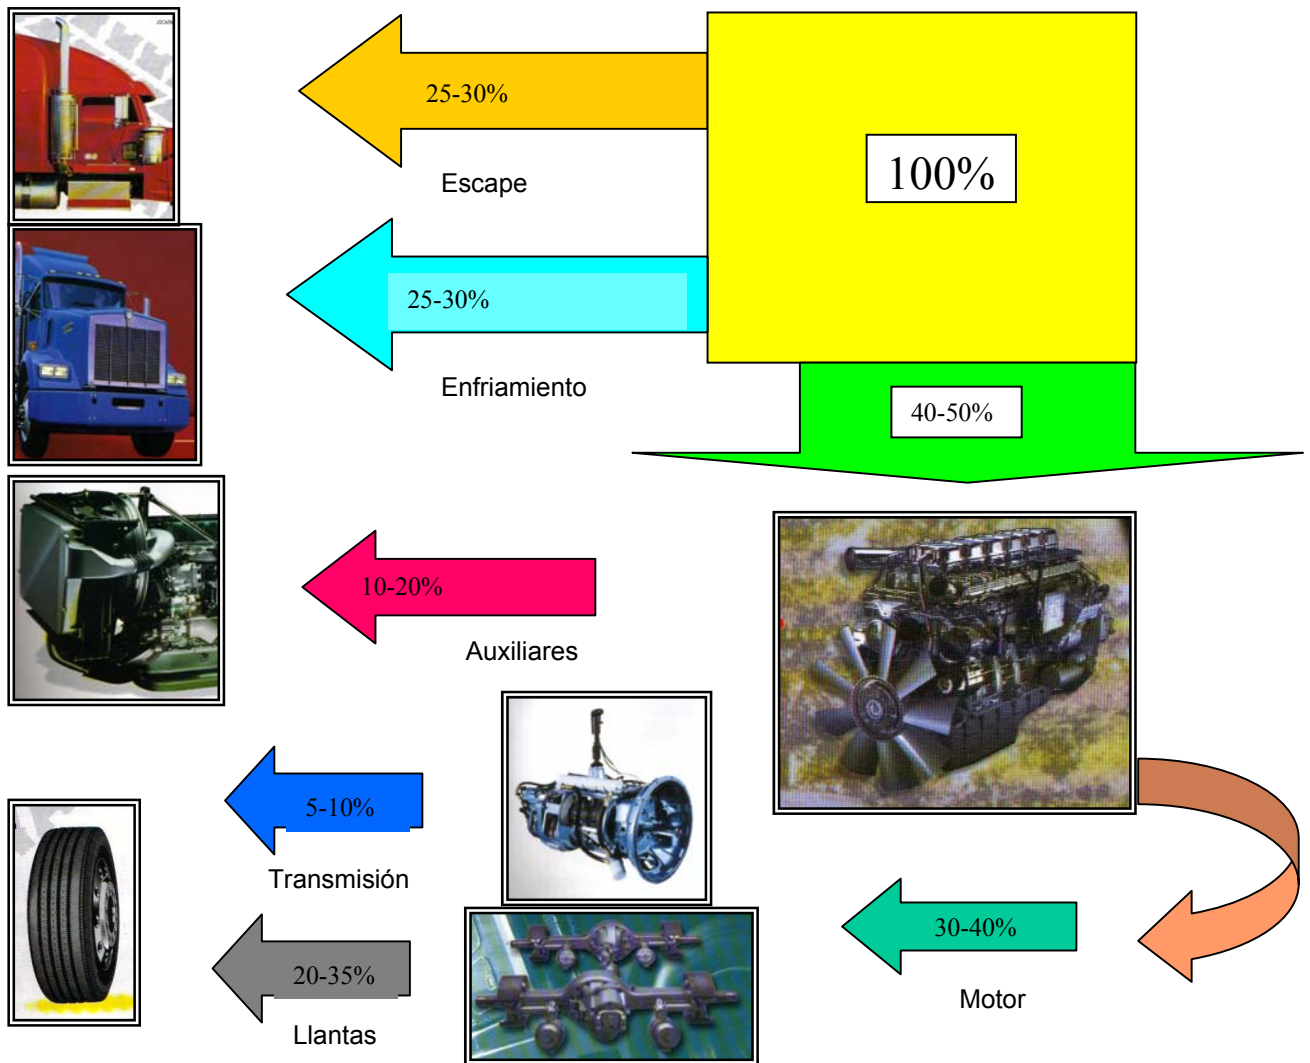 25-30%
Escape
100%
25-30%
Enfriamiento
40-50%
10-20%
Auxiliares
5-10%
Transmisión
30-40%
Motor
20-35%
Llantas